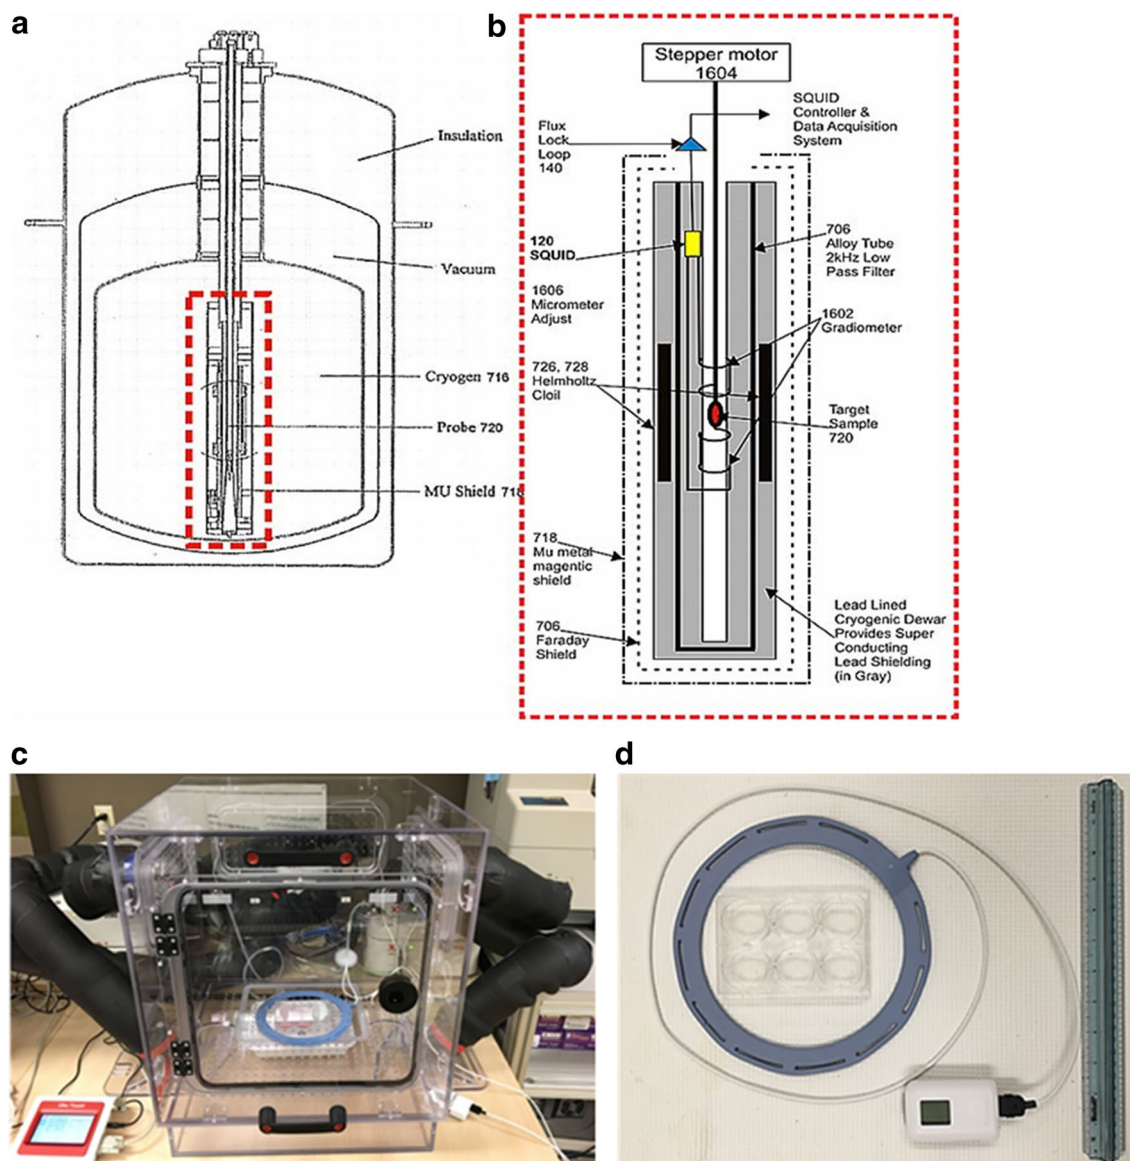 a
Insulation
Vacuum
Cryogen 716
Probe 720
MU Shield 718
b
Stepper motor
1604
SQUID
Controller &
Data Acquisition
System
Flux
Lock
Loop
140
120
SQUID
706
Alloy Tube
2kHz Low
Pass Filter
1606
Micrometer
Adjust
1602
Gradiometer
726, 728
Helmholtz
Cloil
Target
Sample
720
718
Mu metal
magentic
shield
706
Faraday
Shield
Lead Lined
Cryogenic Dewar
Provides Super
Conducting
Lead Shielding
(in Gray)
c
d